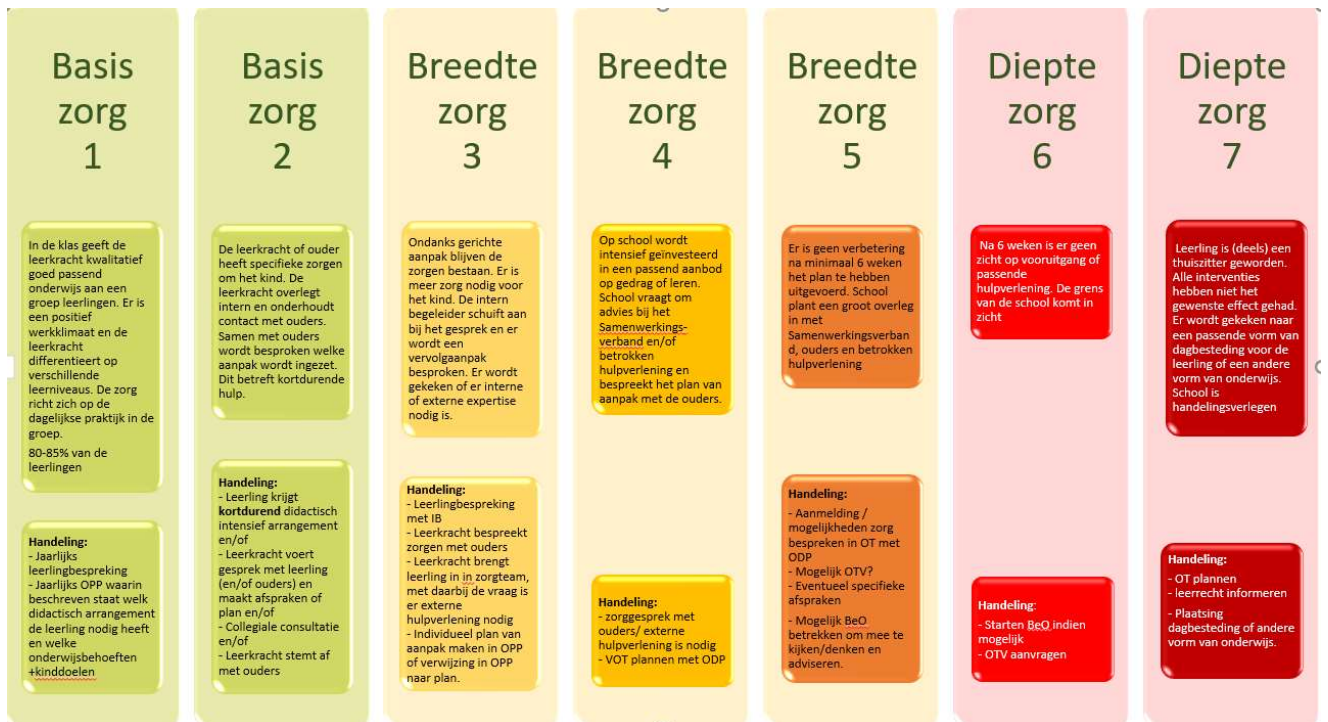 Basis
zorg
1
In de klas geeft de
leerkracht kwalitatief
goed passend
onderwijs aan een
groep leerlingen. Er is
een positief
werkklimaat en de
leerkracht
differentieert op
verschillende
leerniveaus. De zorg
richt zich op de
dagelijkse praktijk in de
groep.
80-85% van de
leerlingen
Handeling:
- Jaarlijks
leerlingbespreking
- Jaarlijks OPP waarin
beschreven staat welk
didactisch arrangement
de leerling nodig heeft
en welke
onderwijsbehoeften
+kinddoelen
Basis
zorg
2
De leerkracht of ouder
heeft specifieke zorgen
om het kind. De
leerkracht overlegt
intern en onderhoudt
contact met ouders.
Samen met ouders
wordt besproken welke
aanpak wordt ingezet.
Dit betreft kortdurende
hulp.
Handeling:
- Leerling krijgt
kortdurend didactisch
intensief arrangement
en/of
- Leerkracht voert
gesprek met leerling
(en/of ouders) en
maakt afspraken of
plan en/of
- Collegiale consultatie
en/of
- Leerkracht stemt af
met ouders
Breedte
zorg
3
Ondanks gerichte
aanpak blijven de
zorgen bestaan. Er is
meer zorg nodig voor
het kind. De intern
begeleider schuift aan
bij het gesprek en er
wordt een
vervolgaanpak
besproken. Er wordt
gekeken of er interne
of externe expertise
nodig is.
Handeling:
- Leerlingbespreking
met IB
- Leerkracht bespreekt
zorgen met ouders
- Leerkracht brengt
leerling in in zorgteam,
met daarbij de vraag is
er externe
hulpverlening nodig
- Individueel plan van
aanpak maken in OPP
of verwijzing in OPP
naar plan.
Breedte
zorg
4
Op school wordt
intensief geïnvesteerd
in een passend aanbod
op gedrag of leren.
School vraagt om
advies bij het
Samenwerkings-
verband en/of
betrokken
hulpverlening en
bespreekt het plan van
aanpak met de ouders.
Handeling:
- zorggesprek met
ouders/ externe
hulpverlening is nodig
- VOT plannen met ODP
Breedte
zorg
5
Er is geen verbetering
na minimaal 6 weken
het plan te hebben
uitgevoerd. School
plant een groot overleg
in met
Samenwerkingsverban
d, ouders en betrokken
hulpverlening
Handeling:
- Aanmelding /
mogelijkheden zorg
bespreken in OT met
ODP
- Mogelijk OTV?
- Eventueel specifieke
afspraken
- Mogelijk BeO
betrekken om mee te
kijken/denken en
adviseren.
Diepte
zorg
6
Na 6 weken is er geen
zicht op vooruitgang of
passende
hulpverlening. De grens
van de school komt in
zicht
Handeling:
- Starten BeO indien
mogelijk
- OTV aanvragen
Diepte
zorg
7
Leerling is (deels) een
thuiszitter geworden.
Alle interventies
hebben niet het
gewenste effect gehad.
Er wordt gekeken naar
een passende vorm van
dagbesteding voor de
leerling of een andere
vorm van onderwijs.
School is
handelingsverlegen
Handeling:
- OT plannen
- leerrecht informeren
- Plaatsing
dagbesteding of andere
vorm van onderwijs.